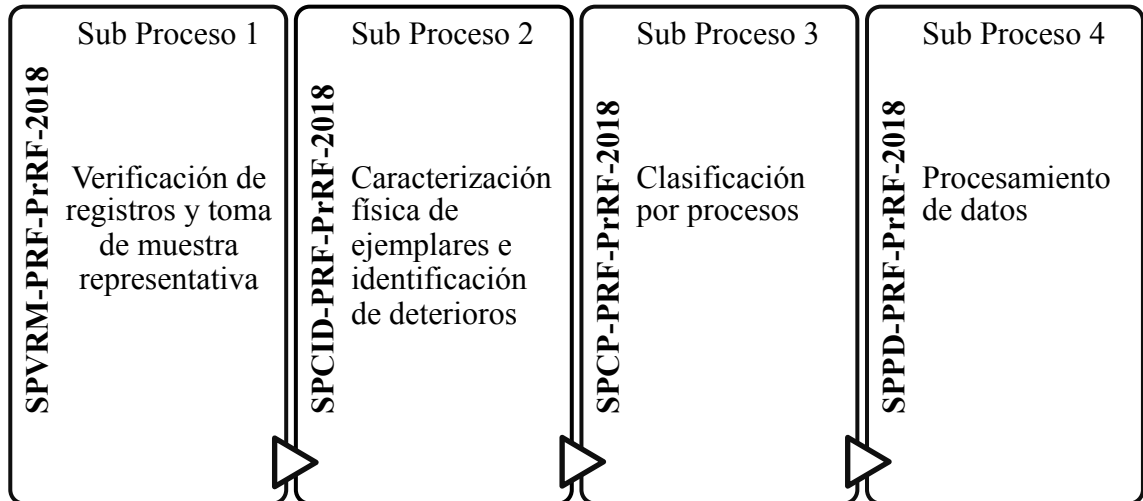 Sub Proceso 1
SPVRM-PRF-PrRF-2018
Verificación de
registros y toma
de muestra
representativa
Sub Proceso 2
SPCID-PRF-PrRF-2018
Caracterización
física de
ejemplares e
identificación
de deterioros
Sub Proceso 3
SPCP-PRF-PrRF-2018
Clasificación
por procesos
Sub Proceso 4
SPPD-PRF-PrRF-2018
Procesamiento
de datos